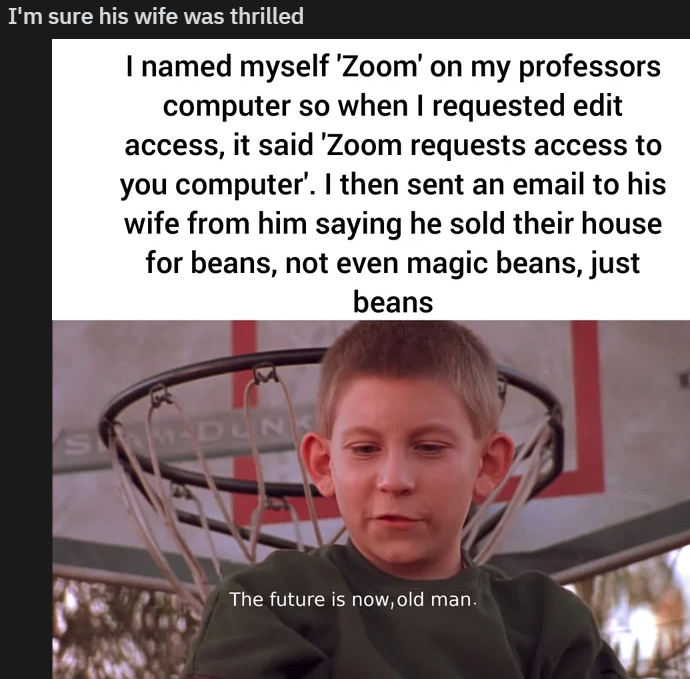 I'm sure his wife was thrilled
I named myself 'Zoom' on my professors
computer so when I requested edit
access, it said 'Zoom requests access to
you computer'. I then sent an email to his
wife from him saying he sold their house
for beans, not even magic beans, just
beans
SLAM-DUNK
The future is now,old man.